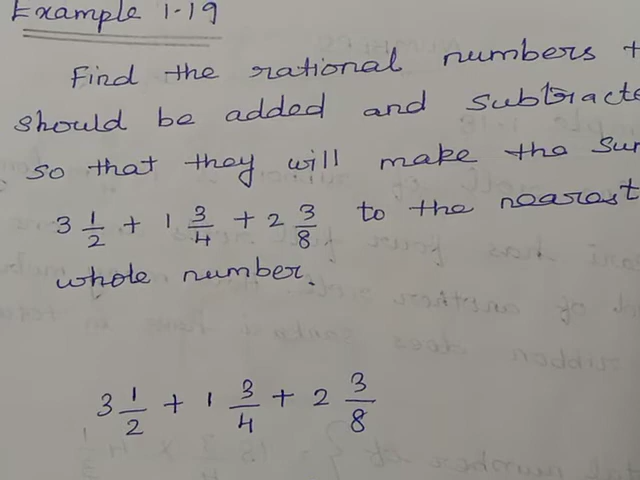 Example 1.19
Find the rational numbers
should be added and subtracte
so that they will make the sum
3 1/2 + 1 3/4 + 2 3/8 to the nearest
whole number.
3 1/2 + 1 3/4 + 2 3/8